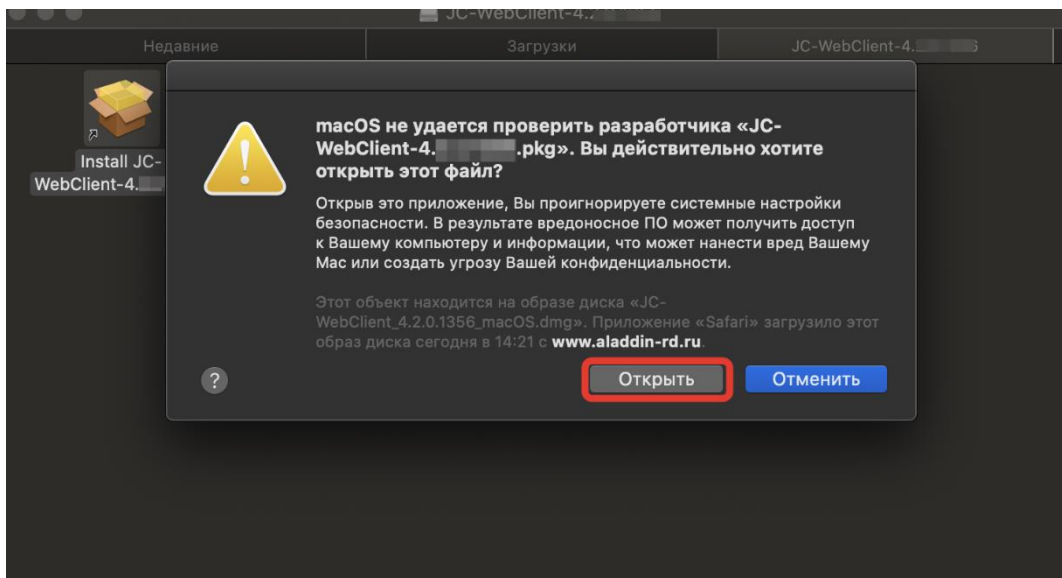 JC-WebClient-4.
Недавние
Загрузки
JC-WebClient-4.
Install JC-
WebClient-4.
macOS не удается проверить разработчика «JC-
WebClient-4. .pkg». Вы действительно хотите
открыть этот файл?
Открыв это приложение, Вы проигнорируете системные настройки
безопасности. В результате вредоносное ПО может получить доступ
к Вашему компьютеру и информации, что может нанести вред Вашему
Mac или создать угрозу Вашей конфиденциальности.
Этот объект находится на образе диска «JC-
WebClient_4.2.0.1356_macOS.dmg». Приложение «Safari» загрузило этот
образ диска сегодня в 14:21 с www.aladdin-rd.ru.
?
Открыть
Отменить